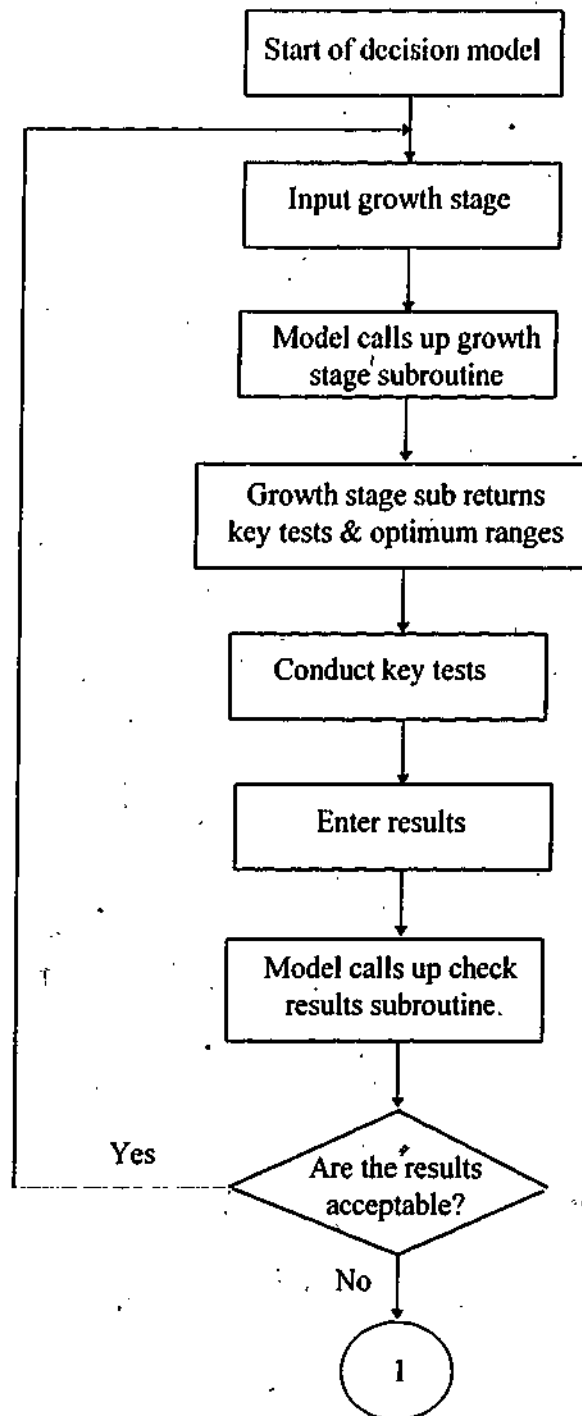 Start of decision model
Input growth stage
Model calls up growth
stage subroutine
Growth stage sub returns
key tests & optimum ranges
Conduct key tests
Enter results
Model calls up check
results subroutine.
Yes
Are the results
acceptable?
No
1